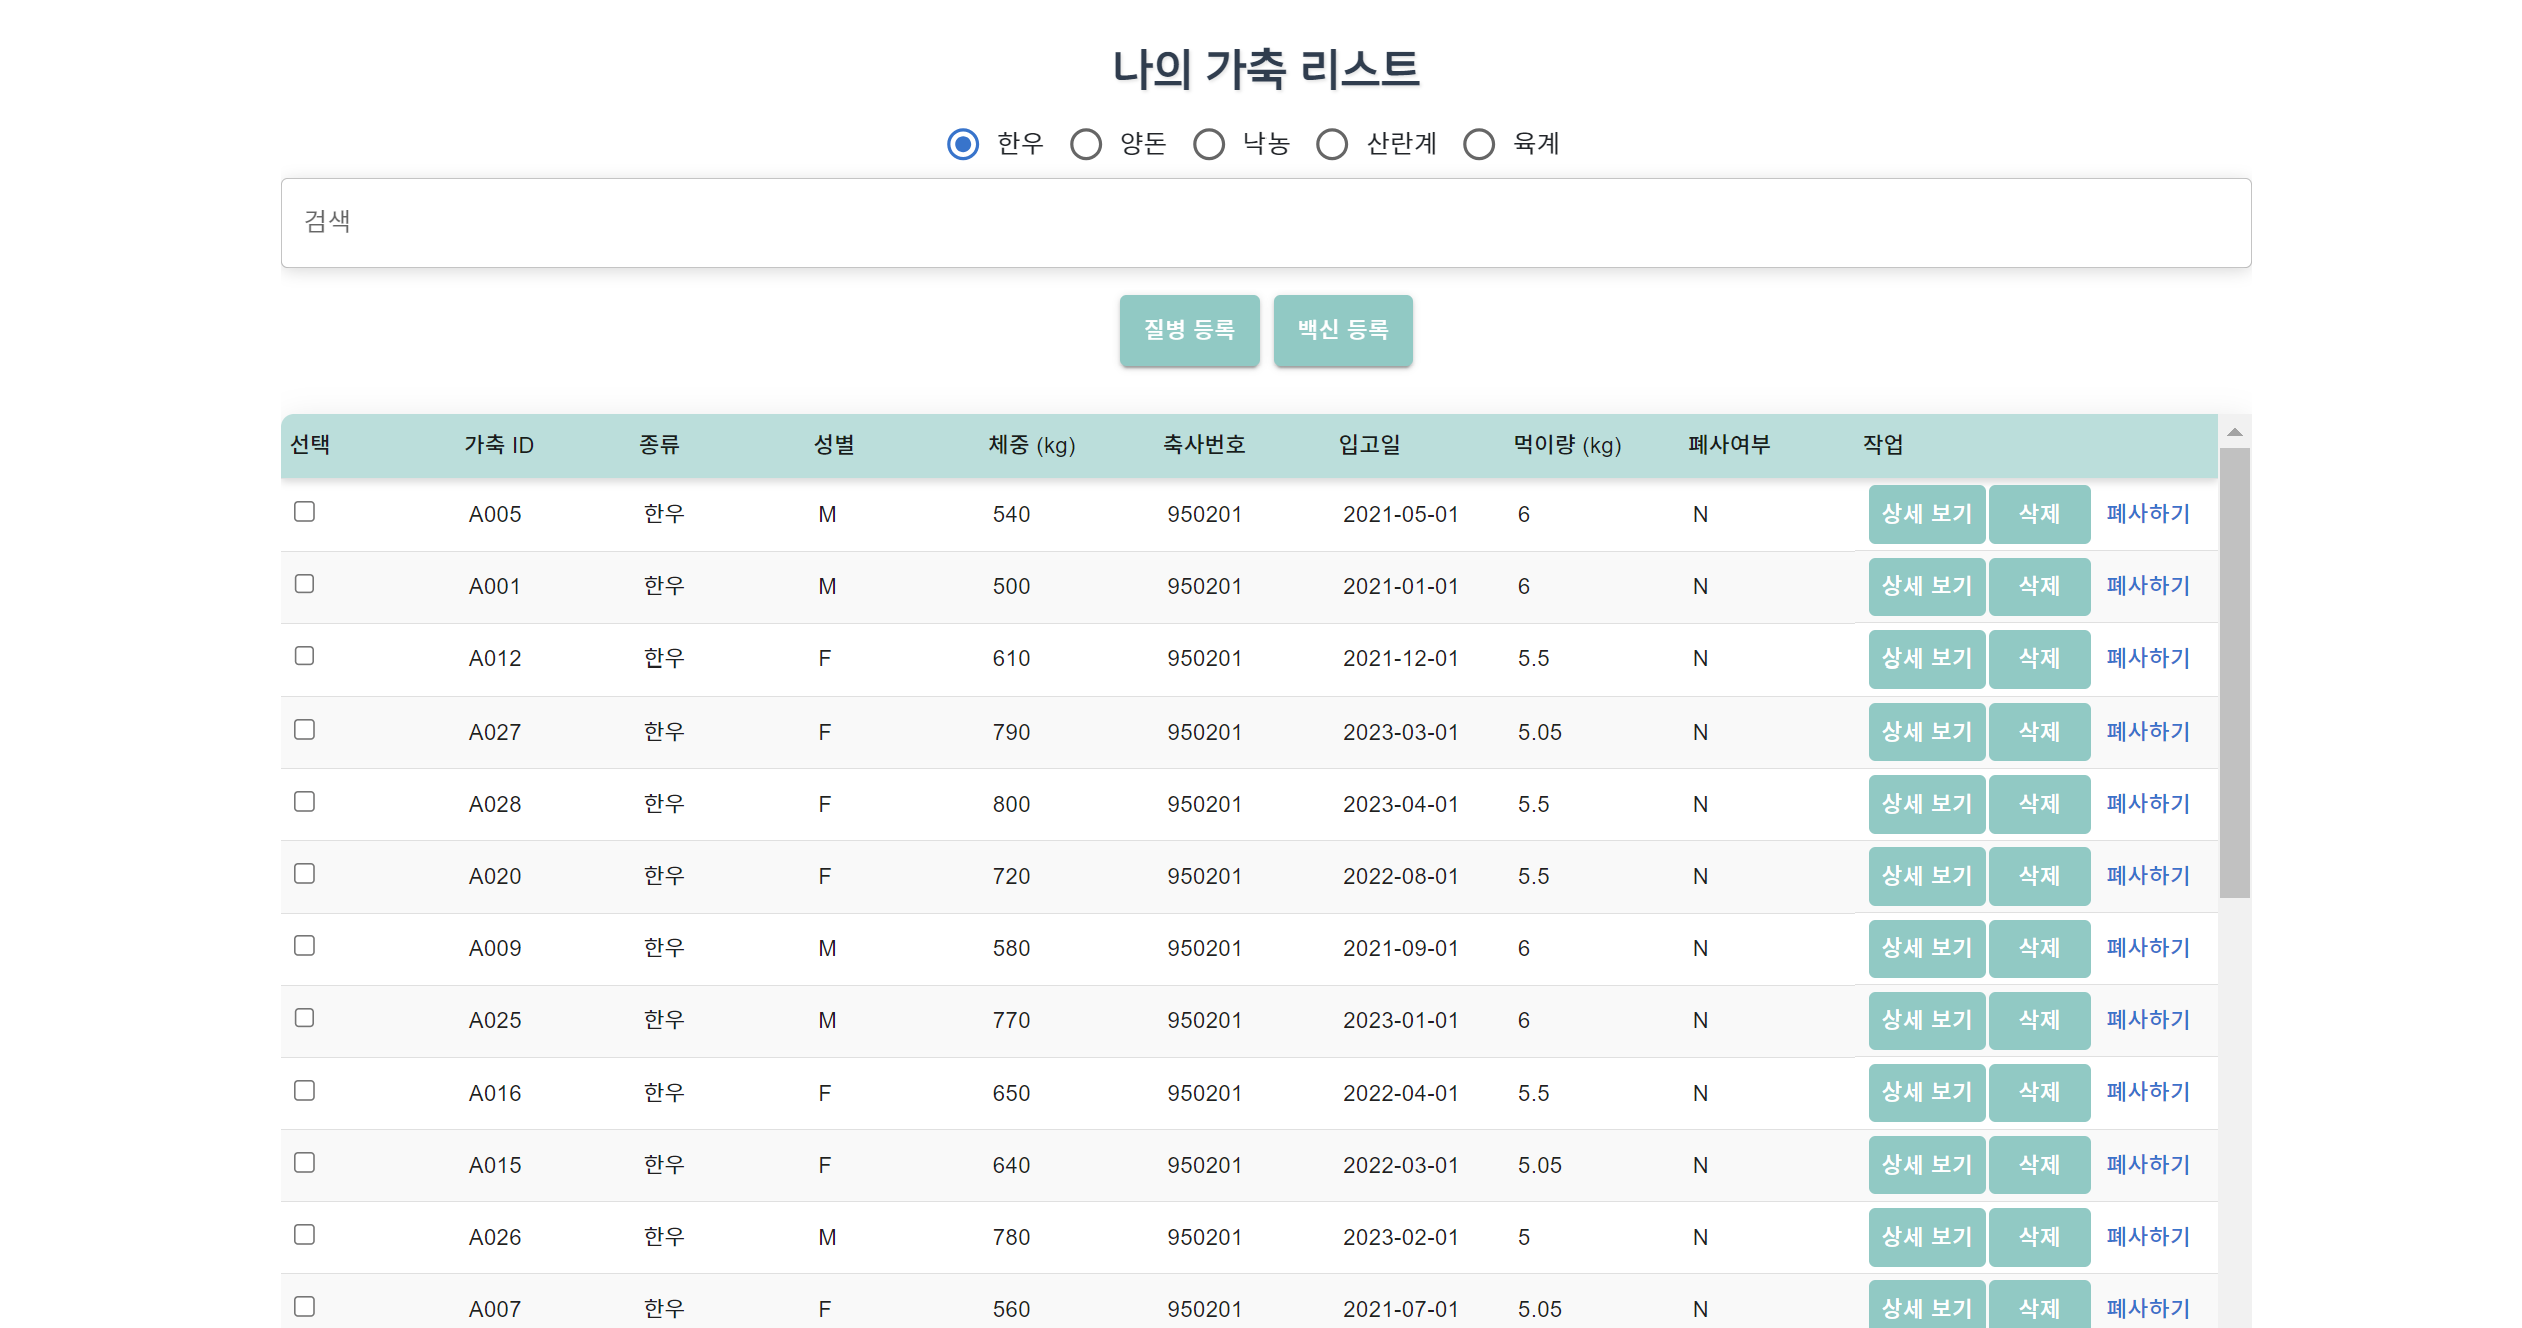 나의 가축 리스트
한우 양돈 낙농 산란계 육계
검색
질병 등록 백신 등록
선택 가축 ID 종류 성별 체중 (kg) 축사번호 입고일 먹이량 (kg) 폐사여부 작업
A005 한우 M 540 950201 2021-05-01 6 N 상세 보기 삭제 폐사하기
A001 한우 M 500 950201 2021-01-01 6 N 상세 보기 삭제 폐사하기
A012 한우 F 610 950201 2021-12-01 5.5 N 상세 보기 삭제 폐사하기
A027 한우 F 790 950201 2023-03-01 5.05 N 상세 보기 삭제 폐사하기
A028 한우 F 800 950201 2023-04-01 5.5 N 상세 보기 삭제 폐사하기
A020 한우 F 720 950201 2022-08-01 5.5 N 상세 보기 삭제 폐사하기
A009 한우 M 580 950201 2021-09-01 6 N 상세 보기 삭제 폐사하기
A025 한우 M 770 950201 2023-01-01 6 N 상세 보기 삭제 폐사하기
A016 한우 F 650 950201 2022-04-01 5.5 N 상세 보기 삭제 폐사하기
A015 한우 F 640 950201 2022-03-01 5.05 N 상세 보기 삭제 폐사하기
A026 한우 M 780 950201 2023-02-01 5 N 상세 보기 삭제 폐사하기
A007 한우 F 560 950201 2021-07-01 5.05 N 상세 보기 삭제 폐사하기